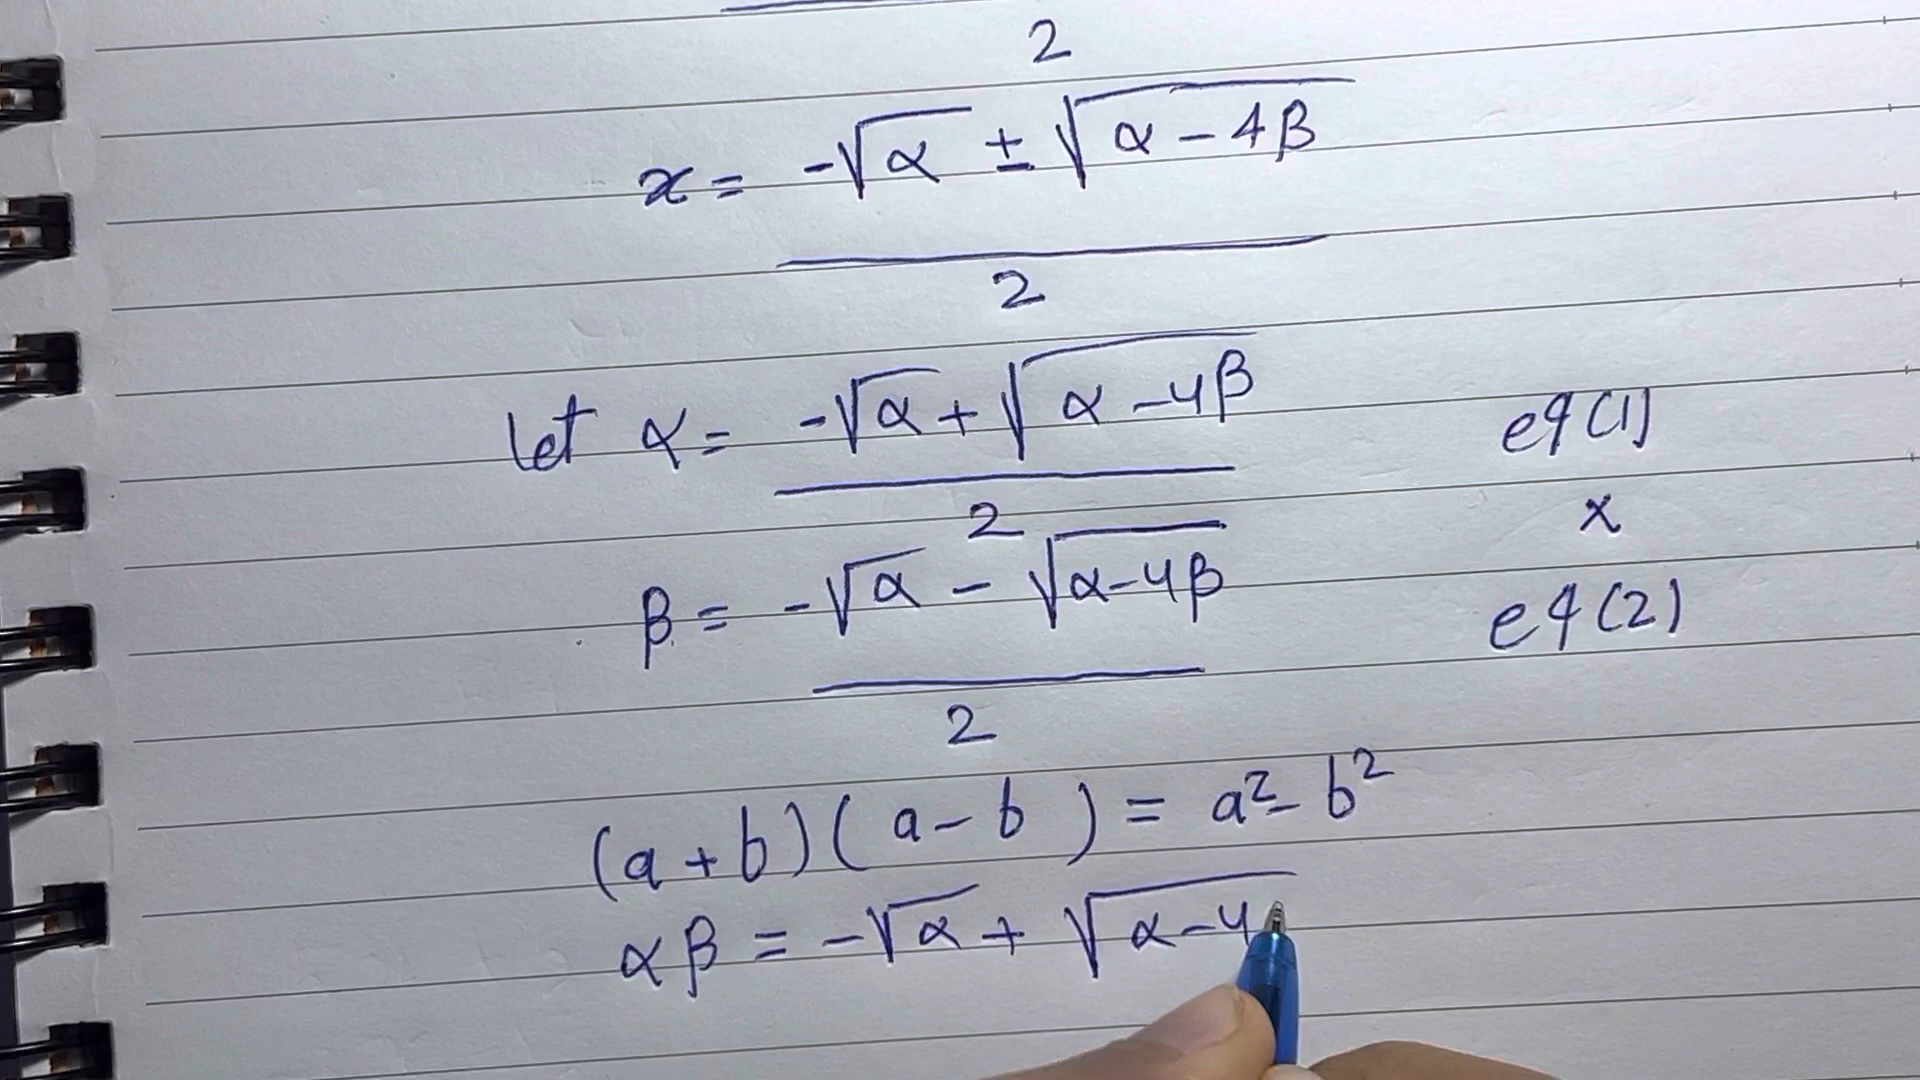 2
x = -√α ± √α - 4β
2
let α = -√α + √α - 4β eq (1)
2 x
β = -√α - √α - 4β eq (2)
2
(a + b) ( a - b ) = a² - b²
αβ = -√α + √α - 4